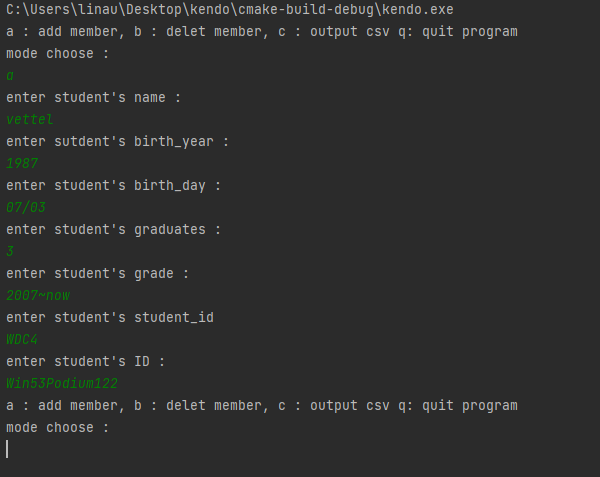 C:\Users\linau\Desktop\kendo\cmake-build-debug\kendo.exe
a : add member, b : delet member, c : output csv q: quit program
mode choose :
a
enter student's name :
vettel
enter sutdent's birth_year :
1987
enter student's birth_day :
07/03
enter student's graduates :
3
enter student's grade :
2007~now
enter student's student_id
WDC4
enter student's ID :
Win53Podium122
a : add member, b : delet member, c : output csv q: quit program
mode choose :